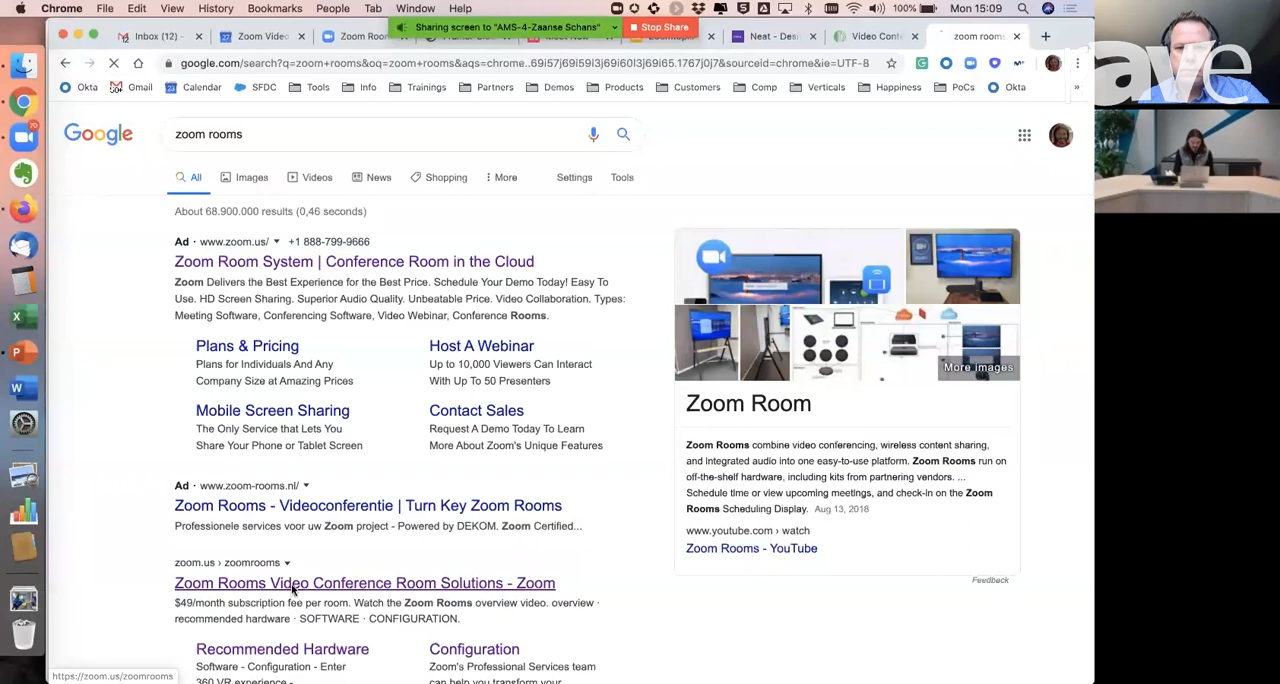 Chrome File Edit View History Bookmarks People Tab Window Help 100% Mon 15:09
Sharing screen to "AMS-4-Zaanse Schans" Stop Share
Inbox (12) - Zoom Video Zoom Room Neat - Desi Video Conf zoom rooms
google.com/search?q=zoom+rooms&oq=zoom+rooms&aqs=chrome..69i57j69l59l3j69i60l3j69i65.1767j0j7&sourceid=chrome&ie=UTF-8
Okta Gmail Calendar SFDC Tools Info Trainings Partners Demos Products Customers Comp Verticals Happiness PoCs Okta »
ave
Google
zoom rooms
All Images Videos News Shopping More Settings Tools
About 68.900.000 results (0,46 seconds)
Ad · www.zoom.us/ +1 888-799-9666
Zoom Room System | Conference Room in the Cloud
Zoom Delivers the Best Experience for the Best Price. Schedule Your Demo Today! Easy To
Use. HD Screen Sharing. Superior Audio Quality. Unbeatable Price. Video Collaboration. Types:
Meeting Software, Conferencing Software, Video Webinar, Conference Rooms.
Plans & Pricing
Plans for Individuals And Any
Company Size at Amazing Prices
Host A Webinar
Up to 10,000 Viewers Can Interact
With Up To 50 Presenters
Mobile Screen Sharing
The Only Service that Lets You
Share Your Phone or Tablet Screen
Contact Sales
Request A Demo Today To Learn
More About Zoom's Unique Features
Ad · www.zoom-rooms.nl/
Zoom Rooms - Videoconferentie | Turn Key Zoom Rooms
Professionele services voor uw Zoom project - Powered by DEKOM. Zoom Certified...
zoom.us › zoomrooms
Zoom Rooms Video Conference Room Solutions - Zoom
$49/month subscription fee per room. Watch the Zoom Rooms overview video. overview ·
recommended hardware · SOFTWARE · CONFIGURATION.
Recommended Hardware
Software - Configuration - Enter
360 VR experience -
Configuration
Zoom's Professional Services team
can help you transform your
More images
Zoom Room
Zoom Rooms combine video conferencing, wireless content sharing,
and integrated audio into one easy-to-use platform. Zoom Rooms run on
off-the-shelf hardware, including kits from partnering vendors. ...
Schedule time or view upcoming meetings, and check-in on the Zoom
Rooms Scheduling Display. Aug 13, 2018
www.youtube.com › watch
Zoom Rooms - YouTube
Feedback
https://zoom.us/zoomrooms